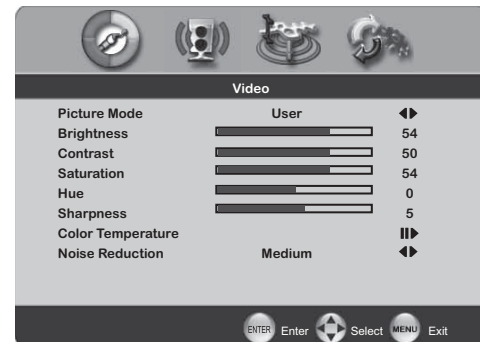 Video
Picture Mode User
Brightness 54
Contrast 50
Saturation 54
Hue 0
Sharpness 5
Color Temperature
Noise Reduction Medium
ENTER Enter Select MENU Exit